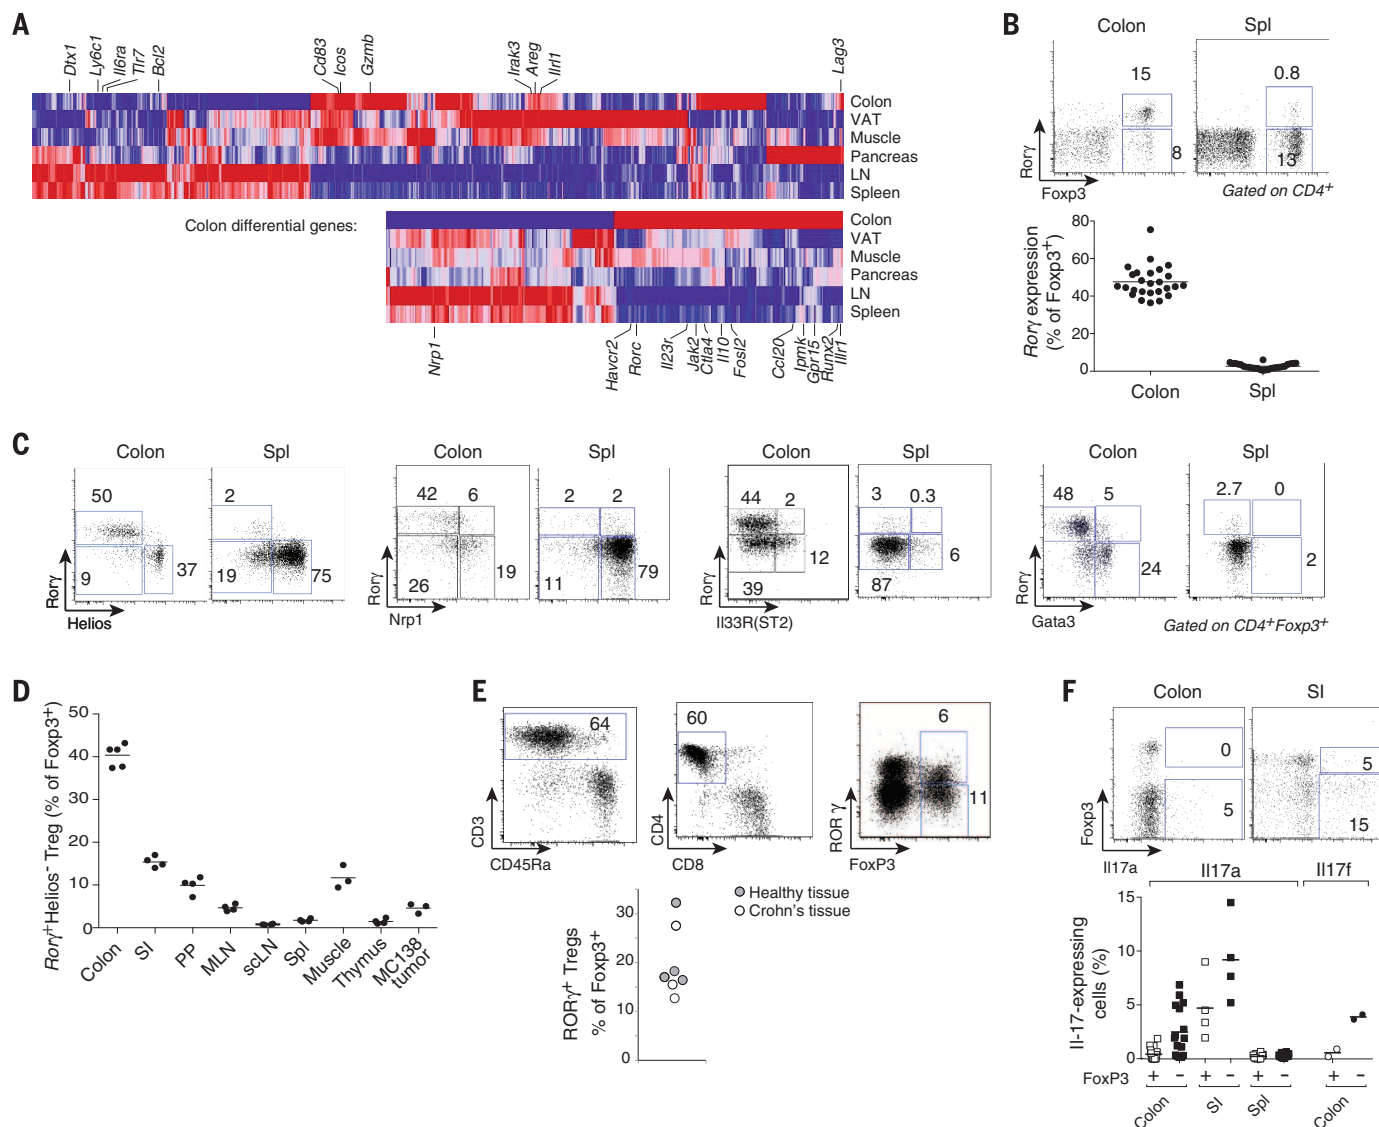 A
Dtx1
Ly6c1
Il6ra
Tlr7
Bcl2
Cd83
Icos
Gzmb
Irak3
Areg
Ilrl1
Lag3
Colon
VAT
Muscle
Pancreas
LN
Spleen
Colon differential genes:
Colon
VAT
Muscle
Pancreas
LN
Spleen
Nrp1
Havcr2
Rorc
Il23r
Jak2
Ctla4
Il10
Fosl2
Ccl20
Ipmk
Gpr15
Runx2
Illr1
B
Colon
Spl
15
0.8
8
13
Rorγ
Foxp3
Gated on CD4+
Rorγ expression
(% of Foxp3+)
80
60
40
20
0
Colon
Spl
C
Colon
Spl
50
2
9
37
19
75
Rorγ
Helios
Colon
Spl
42
6
2
2
26
19
11
79
Rorγ
Nrp1
Colon
Spl
44
2
3
0.3
12
6
39
87
Rorγ
Il33R(ST2)
Colon
Spl
48
5
2.7
0
24
2
Rorγ
Gata3
Gated on CD4+Foxp3+
D
Rorγ+Helios- Treg (% of Foxp3+)
50
40
30
20
10
0
Colon
SI
PP
MLN
scLN
Spl
Muscle
Thymus
MC138
tumor
E
64
CD3
CD45Ra
60
CD4
CD8
6
11
ROR γ
FoxP3
Healthy tissue
Crohn's tissue
RORγ+ Tregs
% of Foxp3+
30
20
10
0
F
Colon
SI
0
5
5
15
Foxp3
Il17a
Il17a
Il17f
Il-17-expressing
cells (%)
15
10
5
0
FoxP3
+ − + − + − + −
Colon
SI
Spl
Colon